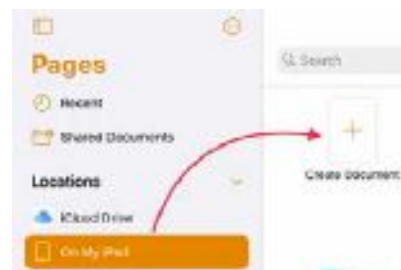 Pages
Search
Recent
Shared Documents
Create Document
Locations
iCloud Drive
On My iPad